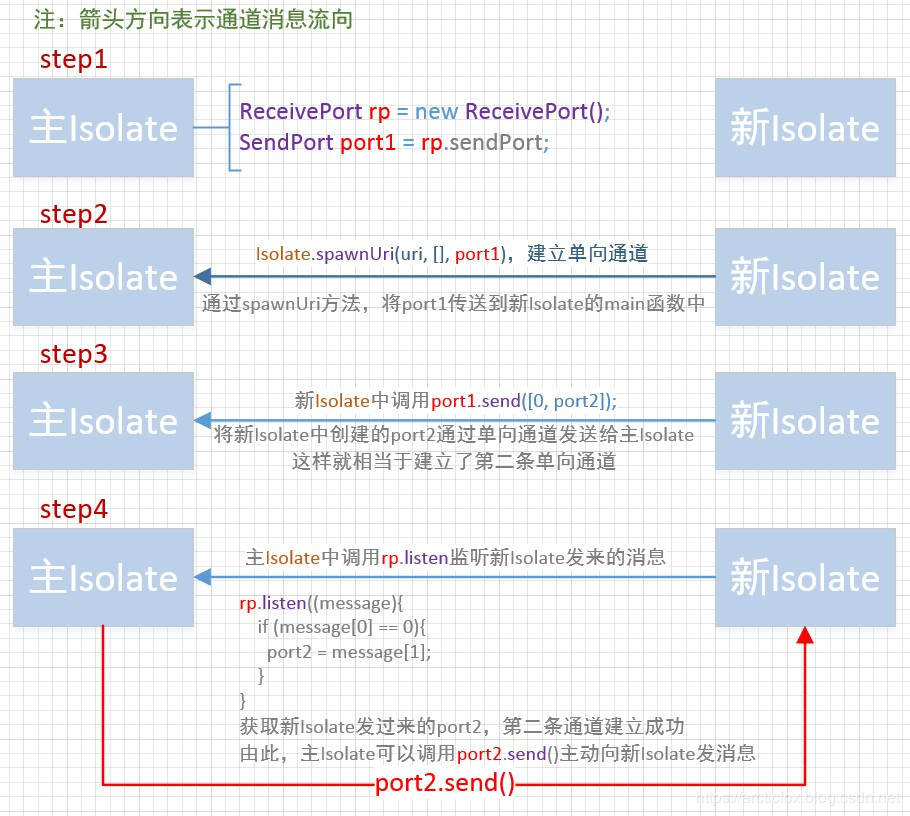 注：箭头方向表示通道消息流向
step1
主Isolate
ReceivePort rp = new ReceivePort();
SendPort port1 = rp.sendPort;
新Isolate
step2
主Isolate
Isolate.spawnUri(uri, [], port1)，建立单向通道
通过spawnUri方法，将port1传送到新Isolate的main函数中
新Isolate
step3
主Isolate
新Isolate中调用port1.send([0, port2]);
将新Isolate中创建的port2通过单向通道发送给主Isolate
这样就相当于建立了第二条单向通道
新Isolate
step4
主Isolate
主Isolate中调用rp.listen监听新Isolate发来的消息
新Isolate
rp.listen((message){
if (message[0] == 0){
port2 = message[1];
}
}
获取新Isolate发过来的port2，第二条通道建立成功
由此，主Isolate可以调用port2.send()主动向新Isolate发消息
port2.send()
https://arcticfox.blog.csdn.net